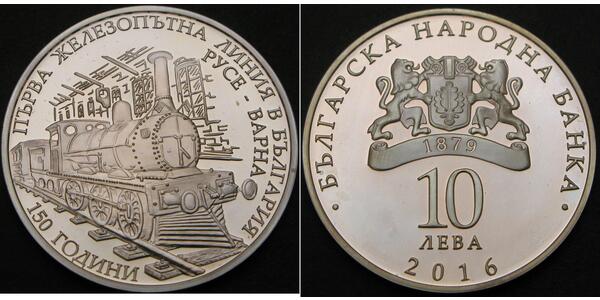 ПЪРВА ЖЕЛЕЗОПЪТНА ЛИНИЯ В БЪЛГАРИЯ
РУСЕ - ВАРНА
150 ГОДИНИ
· БЪЛГАРСКА НАРОДНА БАНКА ·
1879
10
ЛЕВА
2016